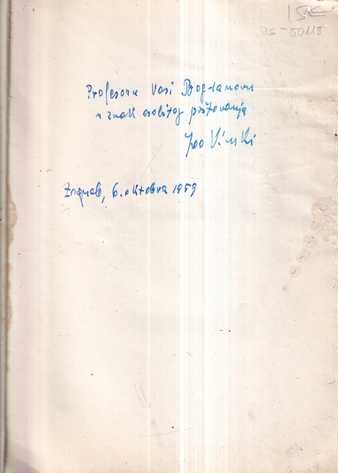 Profesoru Vasi Bogdanovu
u znak osobitog poštovanja
Ivo Vinski
Zagreb, 6. oktobra 1959